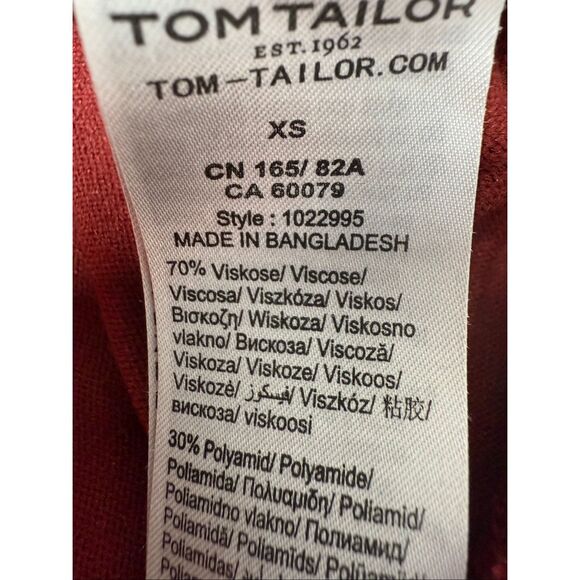 TOM TAILOR
EST. 1962
TOM-TAILOR.COM
XS
CN 165/ 82A
CA 60079
Style : 1022995
MADE IN BANGLADESH
70% Viskose/ Viscose/
Viscosa/ Viszkóza/ Viskos/
Βισκοζη/ Wiskoza/ Viskosno
vlakno/ Вискоза/ Viscoză/
Viskoza/ Viskoze/ Viskoos/
Viskozė/ فيسكوز/ Viszkóz/ 粘胶/
вискоза/ viskoosi
30% Polyamid/ Polyamide/
Poliamida/ Πολυαμιδη/ Poliamid/
Poliamidno vlakno/ Полиамид/
Poliamidă/ Poliamīds/ Polüamiid/
Poliamidas/